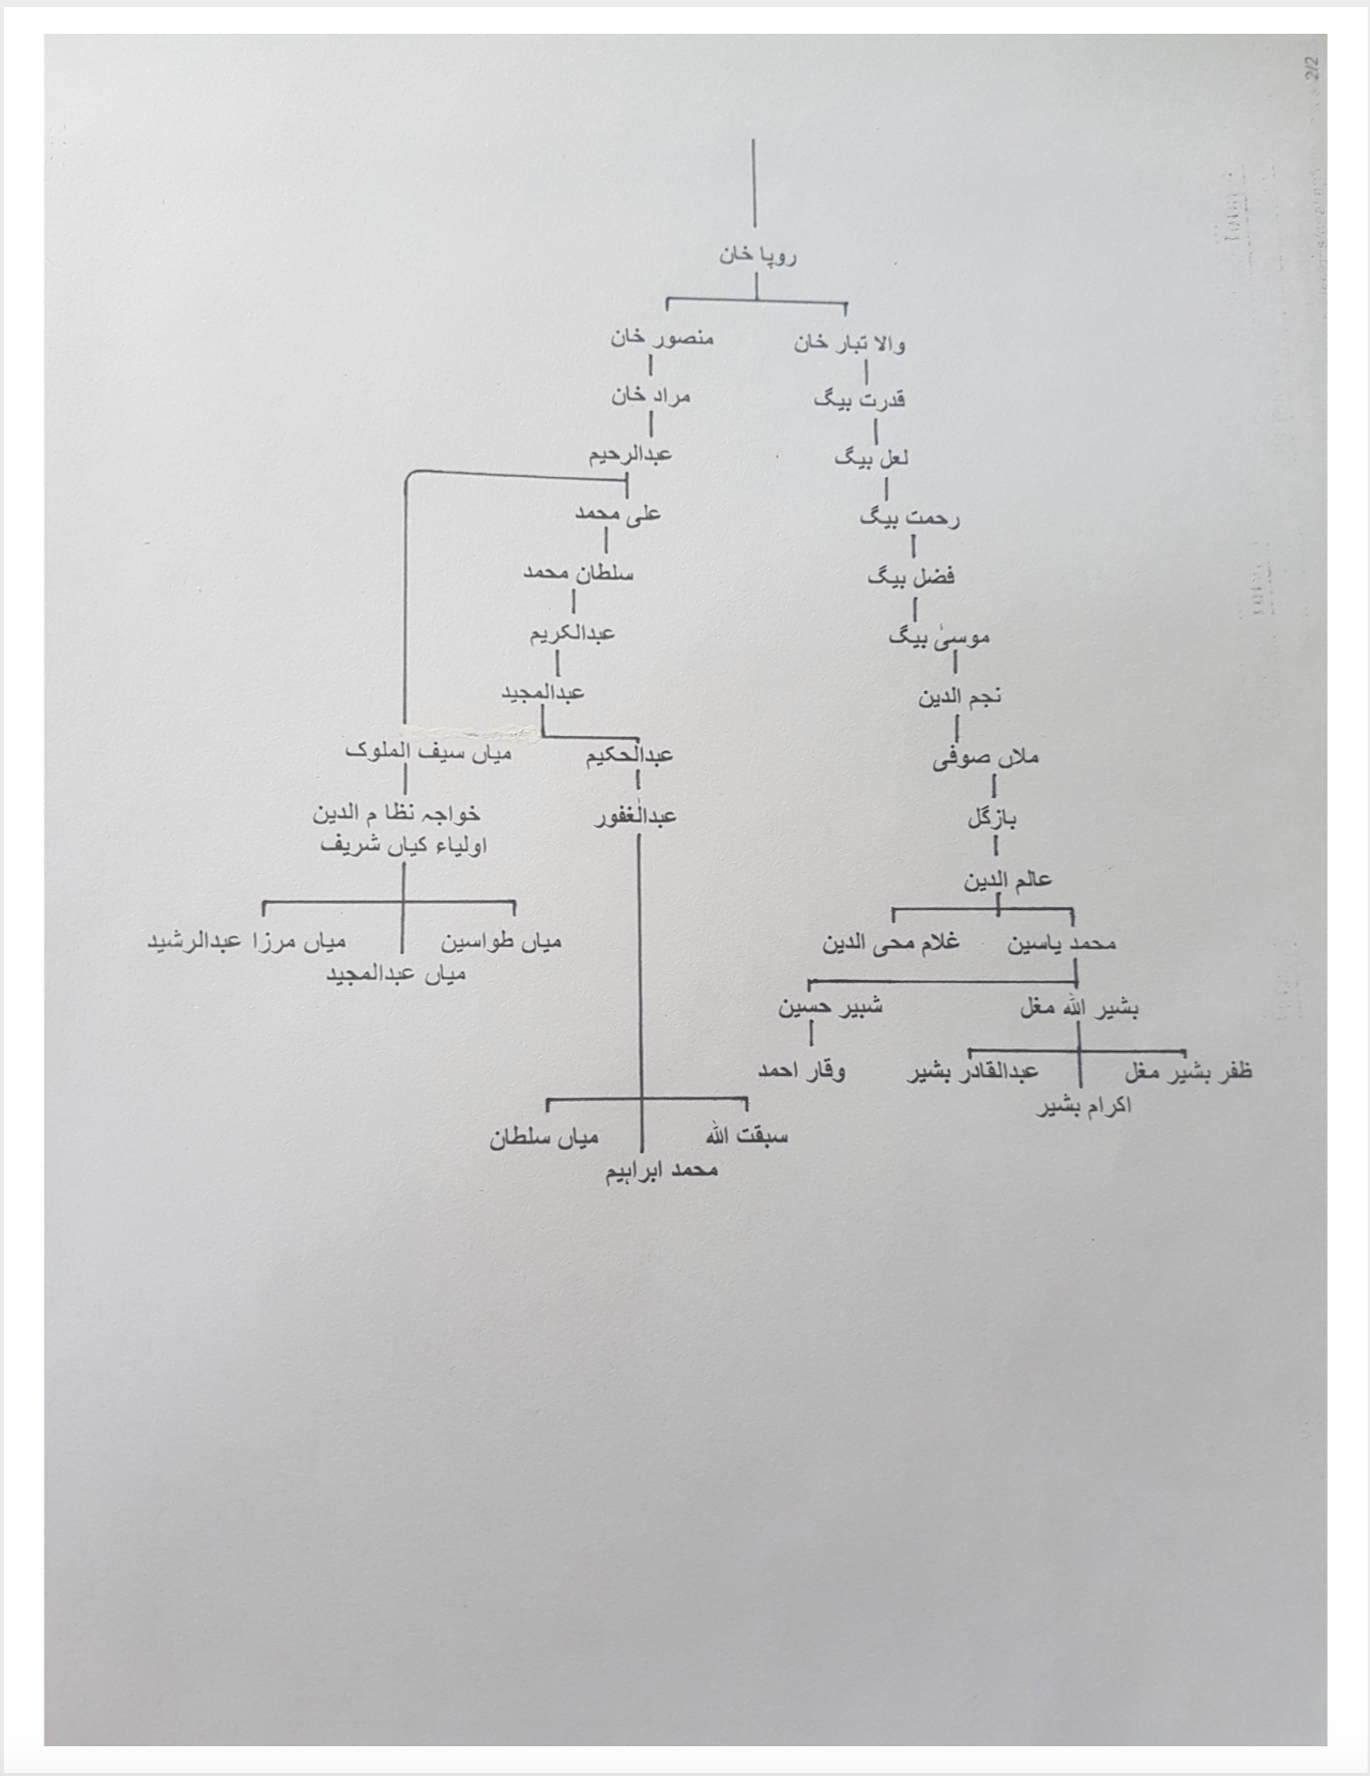 2/2
روپا خان
والا تبار خان
منصور خان
قدرت بیگ
مراد خان
لعل بیگ
عبدالرحیم
رحمت بیگ
علی محمد
فضل بیگ
سلطان محمد
موسیٰ بیگ
عبدالکریم
نجم الدین
عبدالمجید
ملاں صوفی
عبدالحکیم
میاں سیف الملوک
بازگل
عبدالغفور
خواجہ نظا م الدین
اولیاء کیاں شریف
عالم الدین
محمد یاسین
غلام محی الدین
میاں طواسین
میاں مرزا عبدالرشید
میاں عبدالمجید
بشیر اللہ مغل
شبیر حسین
ظفر بشیر مغل
عبدالقادر بشیر
وقار احمد
اکرام بشیر
سبقت اللہ
میاں سلطان
محمد ابراہیم